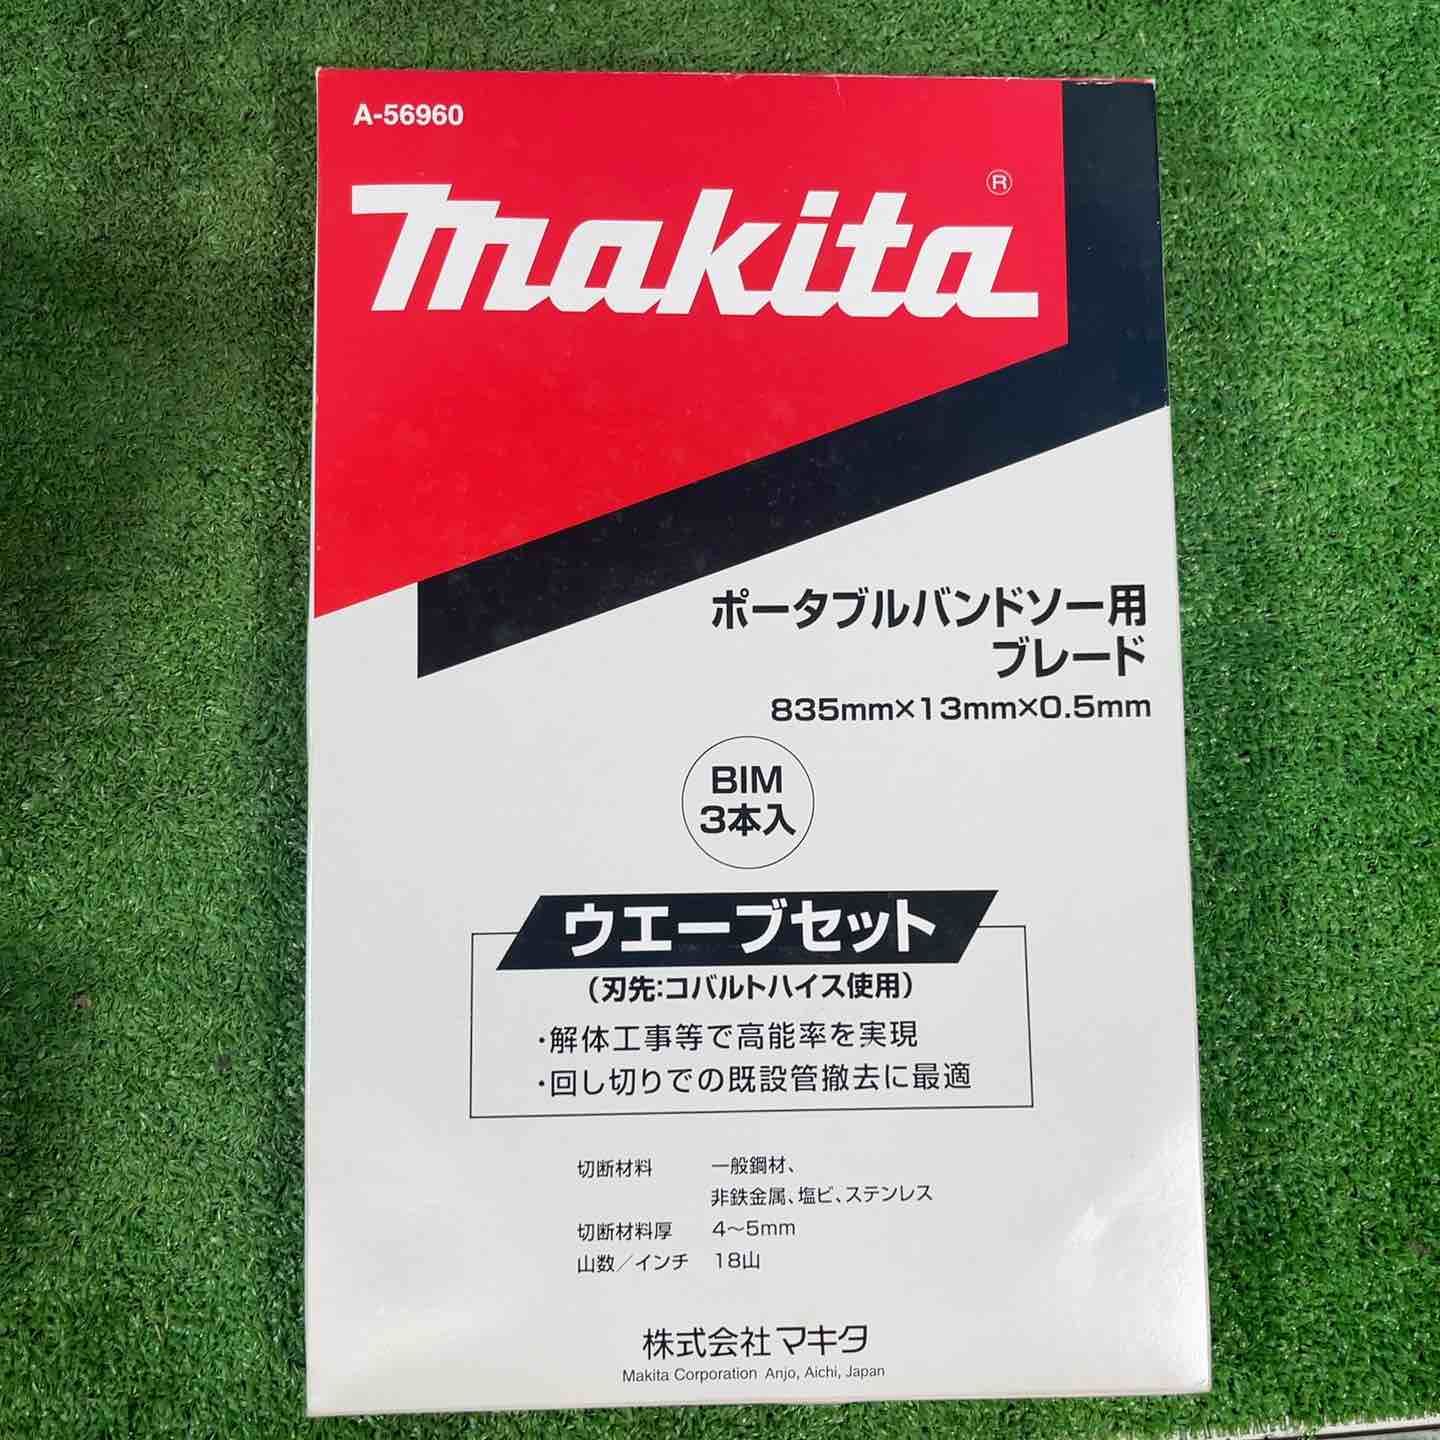 A-56960
makita®
ポータブルバンドソー用
ブレード
835mm×13mm×0.5mm
BIM
3本入
ウエーブセット
(刃先:コバルトハイス使用)
・解体工事等で高能率を実現
・回し切りでの既設管撤去に最適
切断材料 一般鋼材、
非鉄金属、塩ビ、ステンレス
切断材料厚 4～5mm
山数／インチ 18山
株式会社マキタ
Makita Corporation Anjo, Aichi, Japan